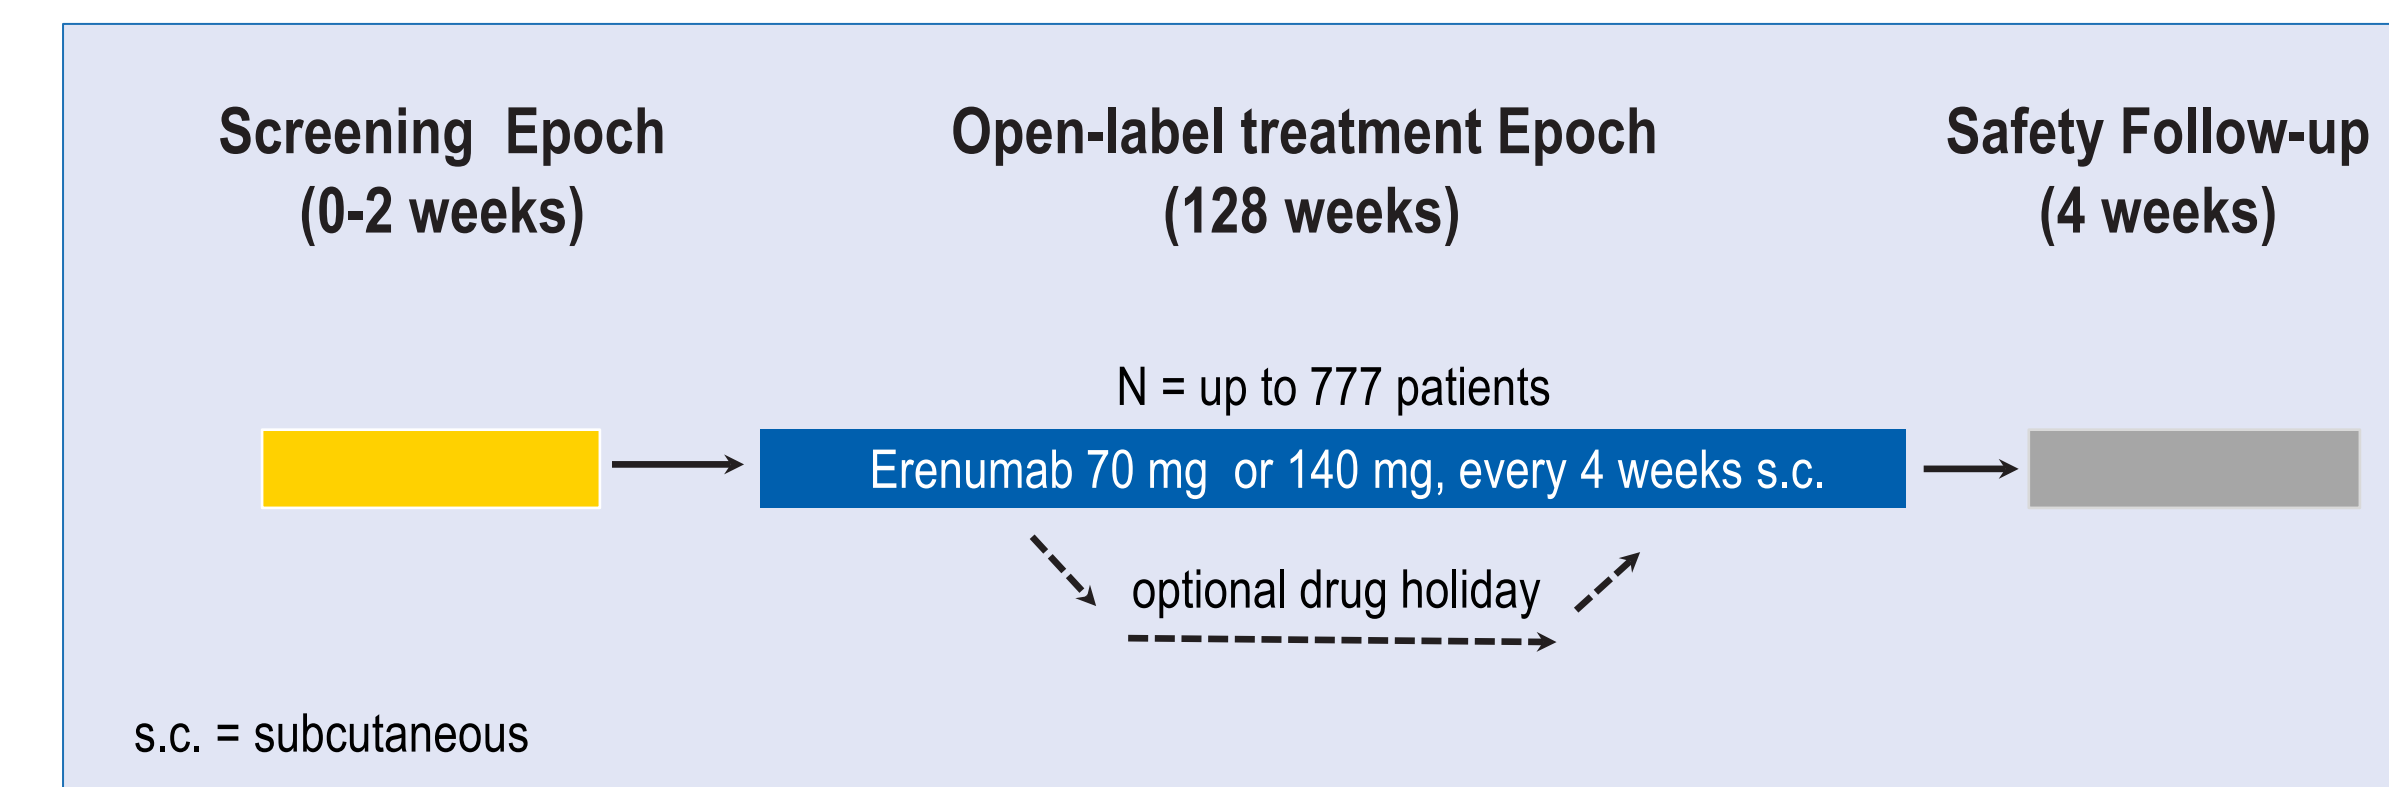 Screening Epoch
(0-2 weeks)
Open-label treatment Epoch
(128 weeks)
Safety Follow-up
(4 weeks)
N = up to 777 patients
Erenumab 70 mg or 140 mg, every 4 weeks s.c.
optional drug holiday
s.c. = subcutaneous